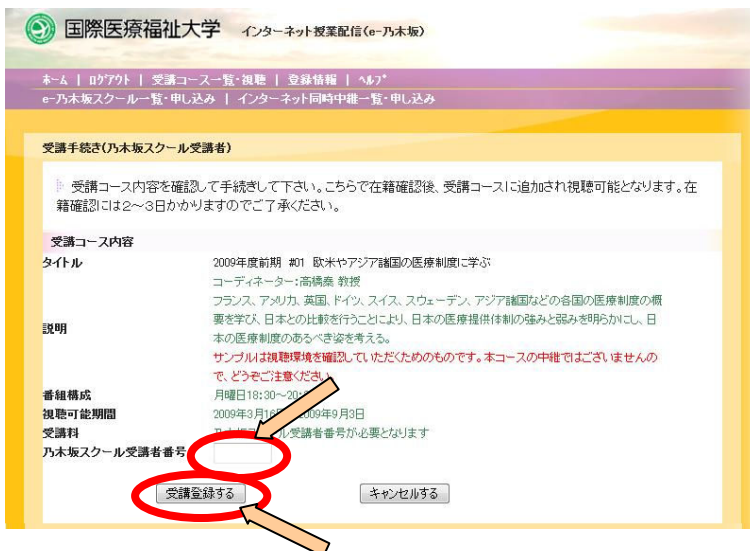 国際医療福祉大学 インターネット授業配信(e-乃木坂)
ホーム | ログアウト | 受講コース一覧・視聴 | 登録情報 | ヘルプ
e-乃木坂スクール一覧・申し込み | インターネット同時中継一覧・申し込み
受講手続き(乃木坂スクール受講者)
受講コース内容を確認して手続きして下さい。こちらで在籍確認後、受講コースに追加され視聴可能となります。在
籍確認には2～3日かかりますのでご了承ください。
受講コース内容
タイトル 2009年度前期 #01 欧米やアジア諸国の医療制度に学ぶ
コーディネーター:高橋 教授
フランス、アメリカ、英国、ドイツ、スイス、スウェーデン、アジア諸国などの各国の医療制度の概
要を学び、日本との比較を行うことにより、日本の医療提供体制の強みと弱みを明らかにし、日
説明
本の医療制度のあるべき姿を考える。
サンプルは視聴環境を確認していただくためのものです。本コースの中継ではございませんの
で、どうぞご注意ください
番組構成 月曜日18:30～20:
視聴可能期間 2009年3月16 2009年9月3日
受講料 ル受講者番号が必要となります
乃木坂スクール受講者番号
受講登録する キャンセルする